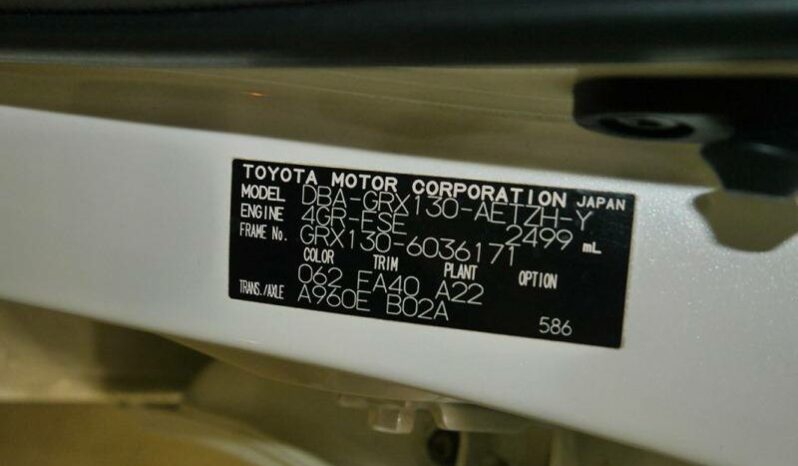 TOYOTA MOTOR CORPORATION JAPAN
MODEL DBA-GRX130-AETZH-Y
ENGINE 4GR-FSE 2499 mL
FRAME No. GRX130-6036171
COLOR TRIM PLANT OPTION
062 FA40 A22
TRANS./AXLE A960E B02A
586